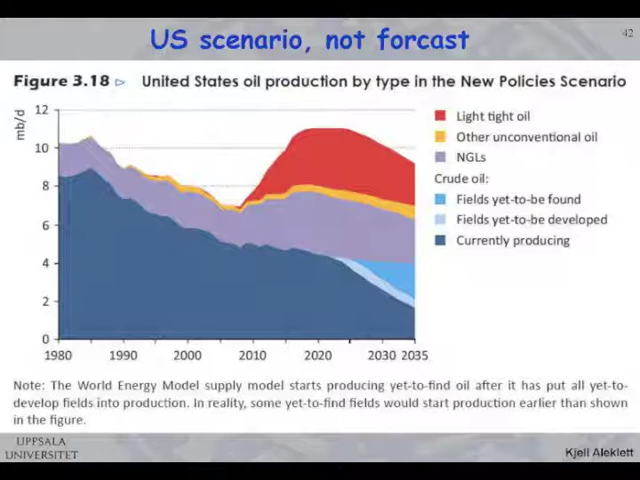 US scenario, not forcast
42
Figure 3.18 ▷ United States oil production by type in the New Policies Scenario
mb/d
12
10
8
6
4
2
0
1980 1990 2000 2010 2020 2030 2035
Light tight oil
Other unconventional oil
NGLs
Crude oil:
Fields yet-to-be found
Fields yet-to-be developed
Currently producing
Note: The World Energy Model supply model starts producing yet-to-find oil after it has put all yet-to-
develop fields into production. In reality, some yet-to-find fields would start production earlier than shown
in the figure.
UPPSALA
UNIVERSITET
Kjell Aleklett